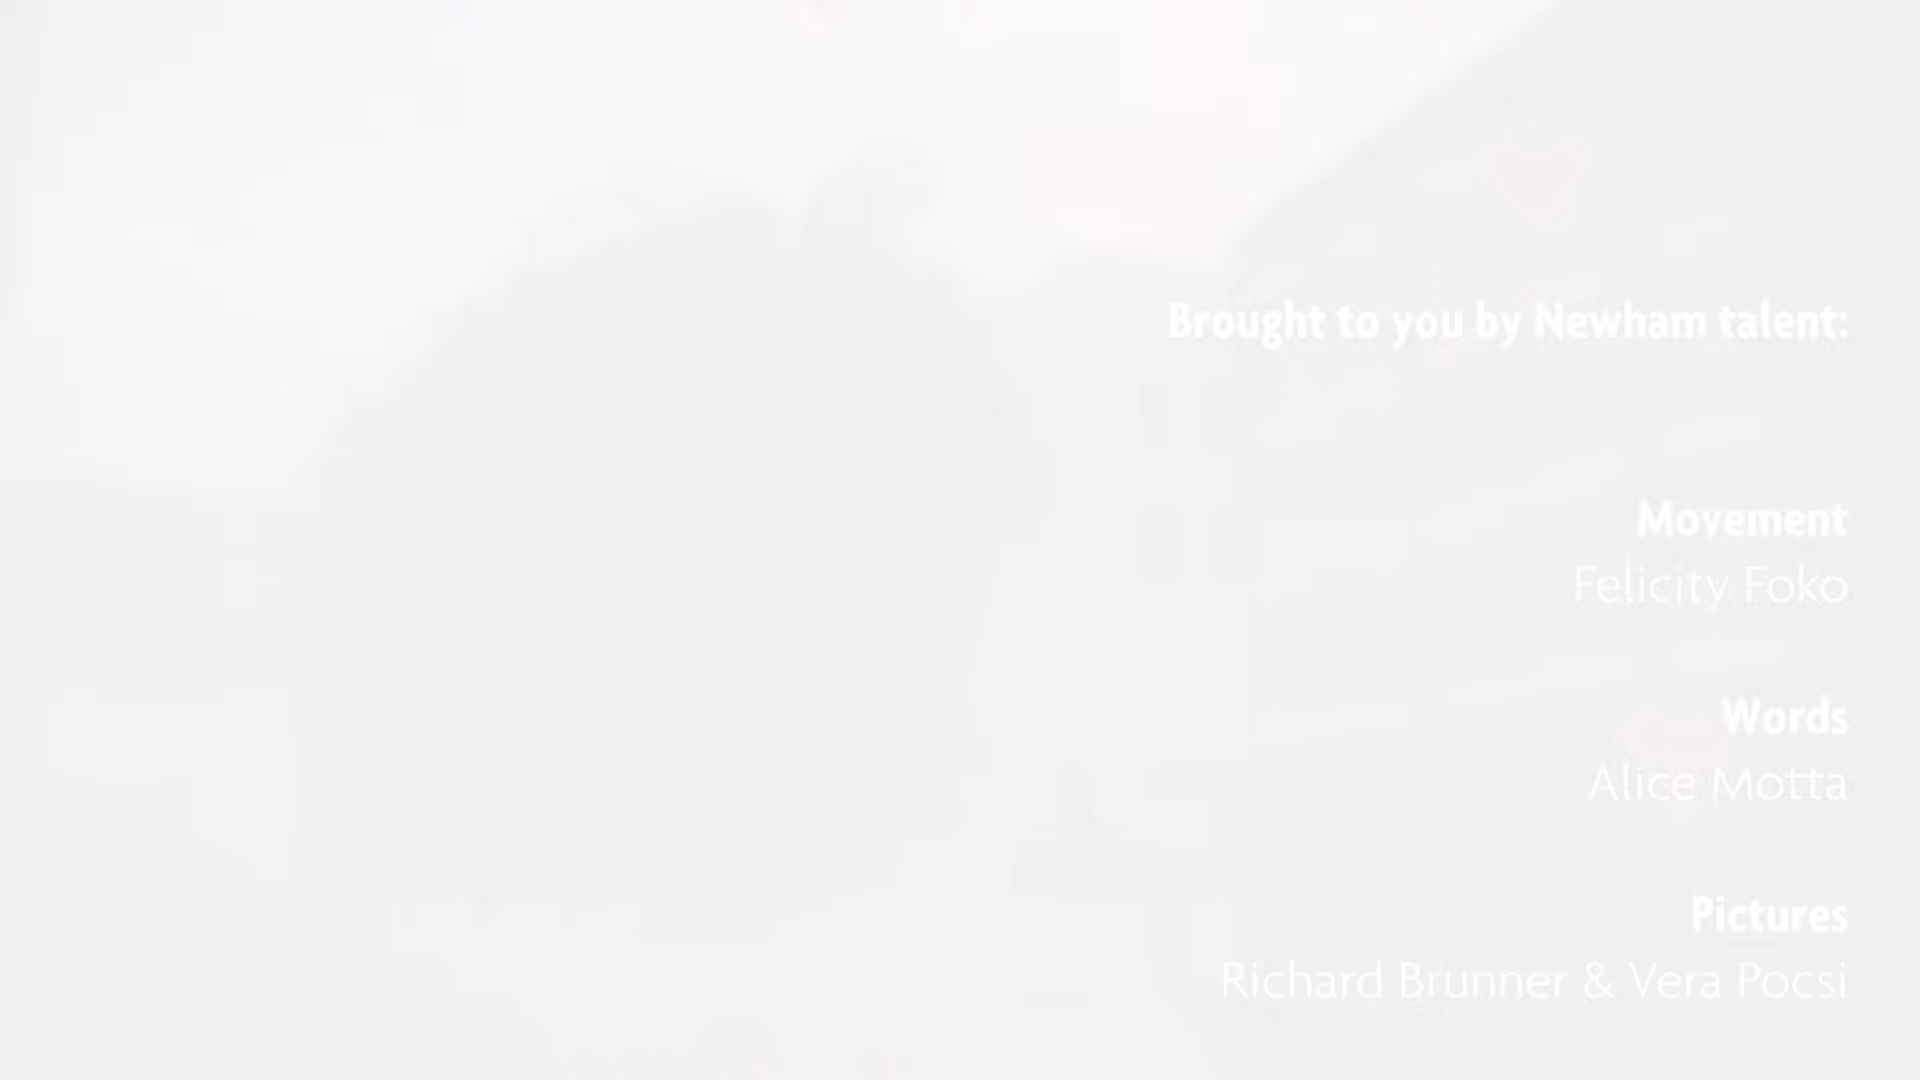 Brought to you by Newham talent:
Movement
Felicity Foko
Words
Alice Motta
Pictures
Richard Brunner & Vera Pocsi